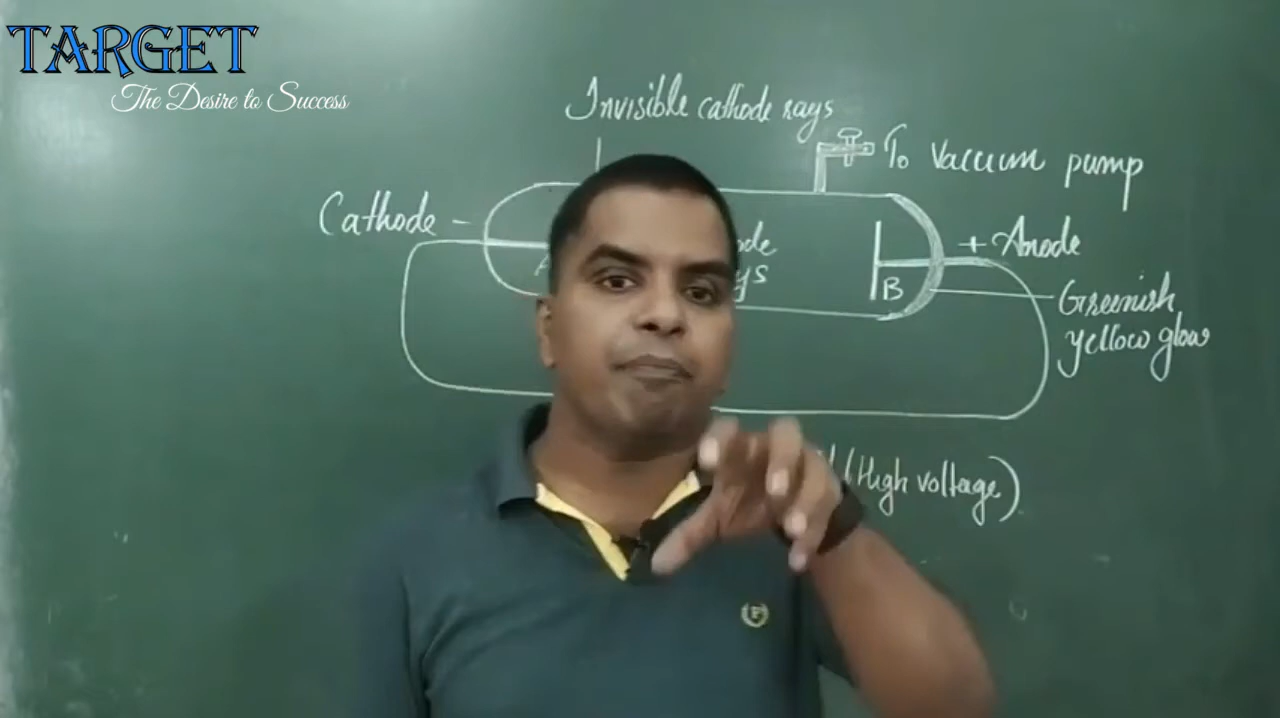 TARGET
The Desire to Success
Invisible cathode rays
To Vacuum pump
Cathode -
+ Anode
B
Greenish
yellow glow
(High voltage)